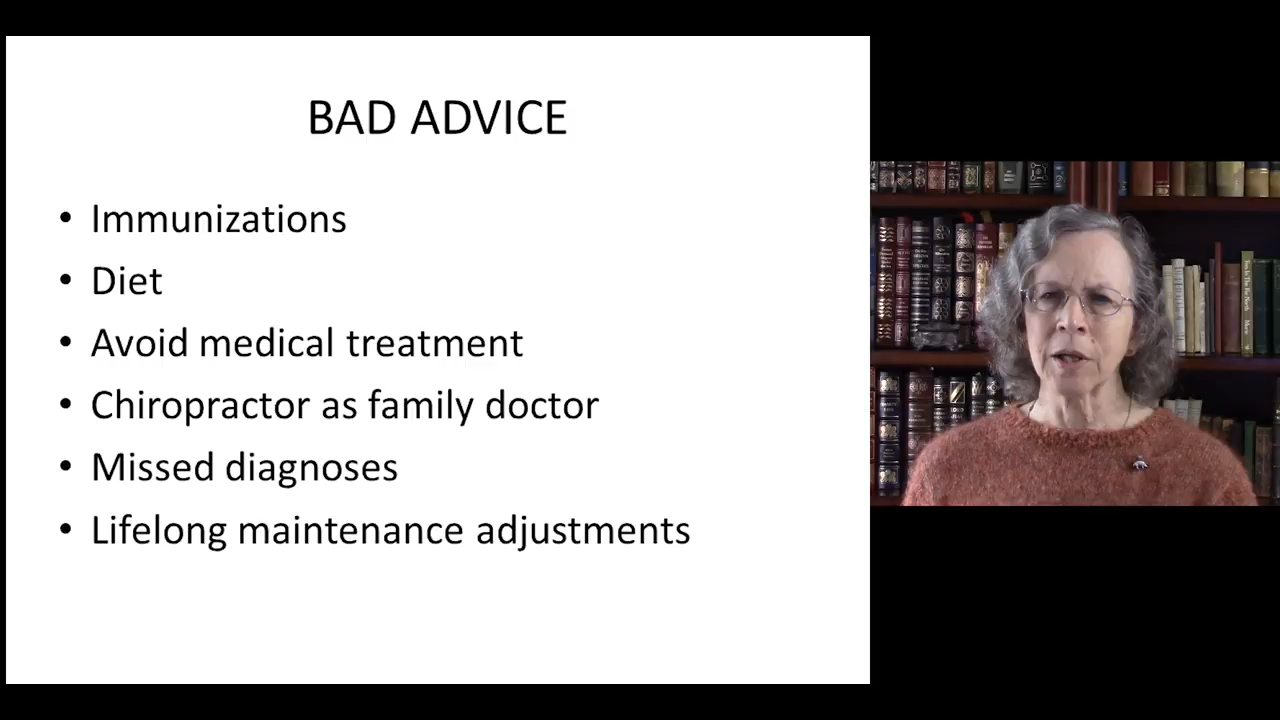 BAD ADVICE
• Immunizations
• Diet
• Avoid medical treatment
• Chiropractor as family doctor
• Missed diagnoses
• Lifelong maintenance adjustments